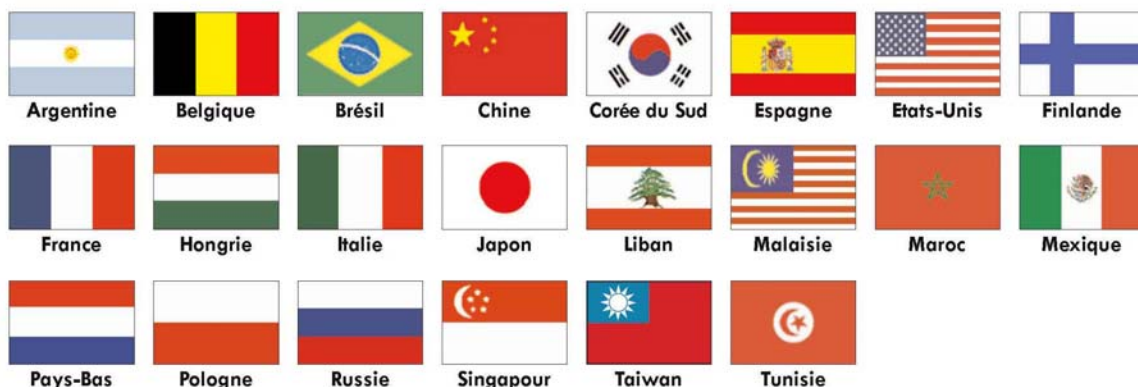 Argentine Belgique Brésil Chine Corée du Sud Espagne Etats-Unis Finlande
France Hongrie Italie Japon Liban Malaisie Maroc Mexique
Pays-Bas Pologne Russie Singapour Taiwan Tunisie